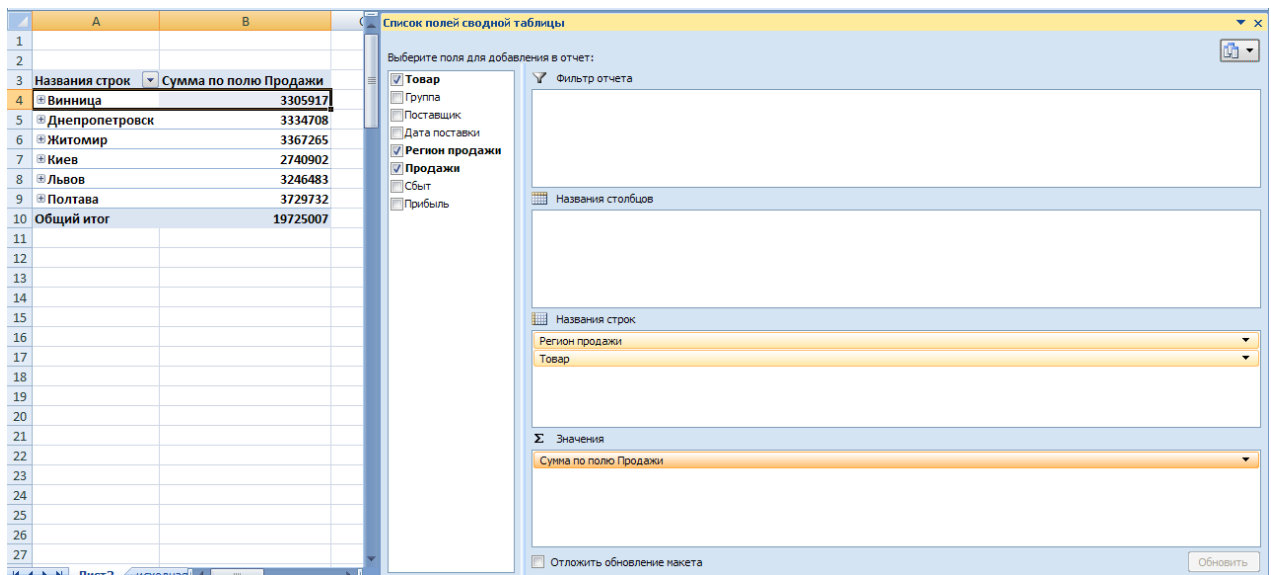 A B
Список полей сводной таблицы
1
2
Выберите поля для добавления в отчет:
3 Названия строк Сумма по полю Продажи
4 Винница 3305917
5 Днепропетровск 3334708
6 Житомир 3367265
7 Киев 2740902
8 Львов 3246483
9 Полтава 3729732
10 Общий итог 19725007
11
12
13
14
15
16
17
18
19
20
21
22
23
24
25
26
27
Товар
Группа
Поставщик
Дата поставки
Регион продажи
Продажи
Сбыт
Прибыль
Фильтр отчета
Названия столбцов
Названия строк
Регион продажи
Товар
Σ Значения
Сумма по полю Продажи
Отложить обновление макета
Обновить
Лист2